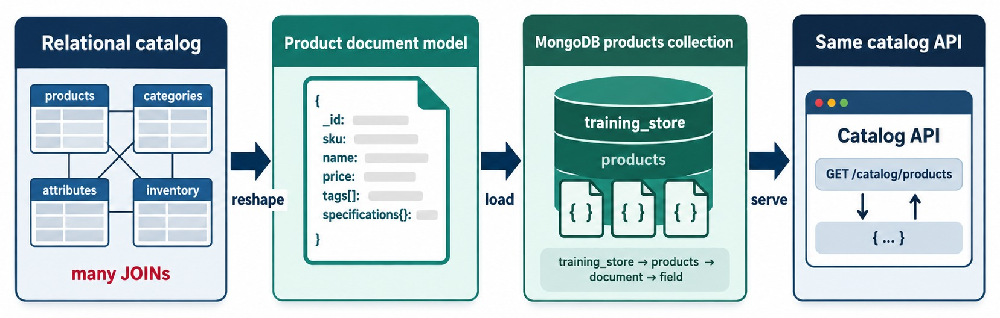 Relational catalog
products
categories
attributes
inventory
many JOINs
reshape
Product document model
{
_id:
sku:
name:
price:
tags[]:
specifications{}:
}
load
MongoDB products collection
training_store
products
{ }
{ }
{ }
training_store → products →
document → field
serve
Same catalog API
Catalog API
GET /catalog/products
{ ... }